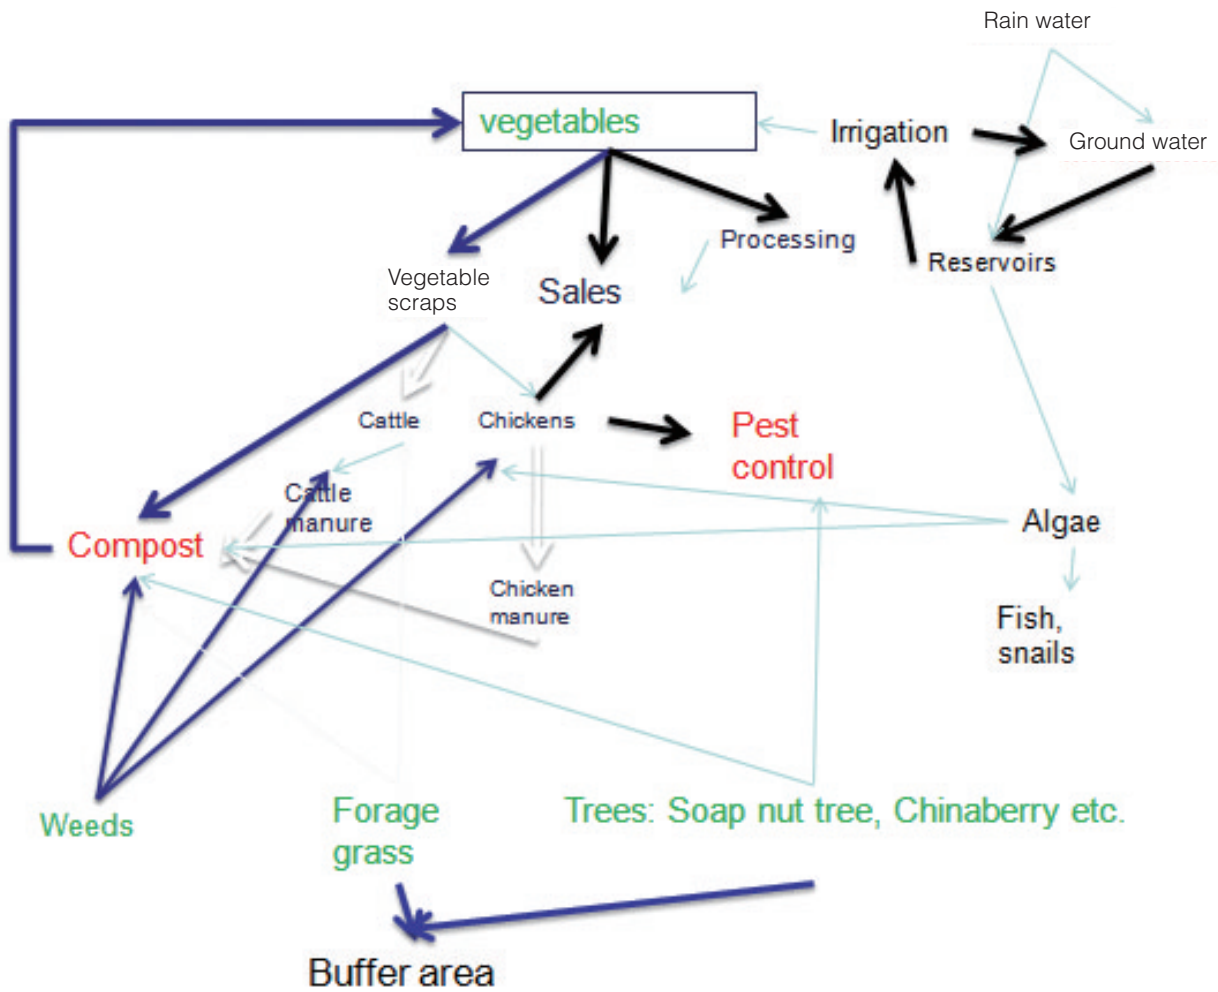 Rain water
vegetables
Irrigation
Ground water
Processing
Reservoirs
Vegetable
scraps
Sales
Cattle
Chickens
Pest
control
Cattle
manure
Algae
Compost
Chicken
manure
Fish,
snails
Weeds
Forage
grass
Trees: Soap nut tree, Chinaberry etc.
Buffer area